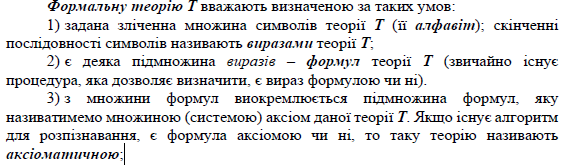 Формальну теорію T вважають визначеною за таких умов:
1) задана зліченна множина символів теорії T (її алфавіт); скінченні
послідовності символів називають виразами теорії T;
2) є деяка підмножина виразів – формул теорії T (звичайно існує
процедура, яка дозволяє визначити, є вираз формулою чи ні).
3) з множини формул виокремлюється підмножина формул, яку
називатимемо множиною (системою) аксіом даної теорії T. Якщо існує алгоритм
для розпізнавання, є формула аксіомою чи ні, то таку теорію називають
аксіоматичною;